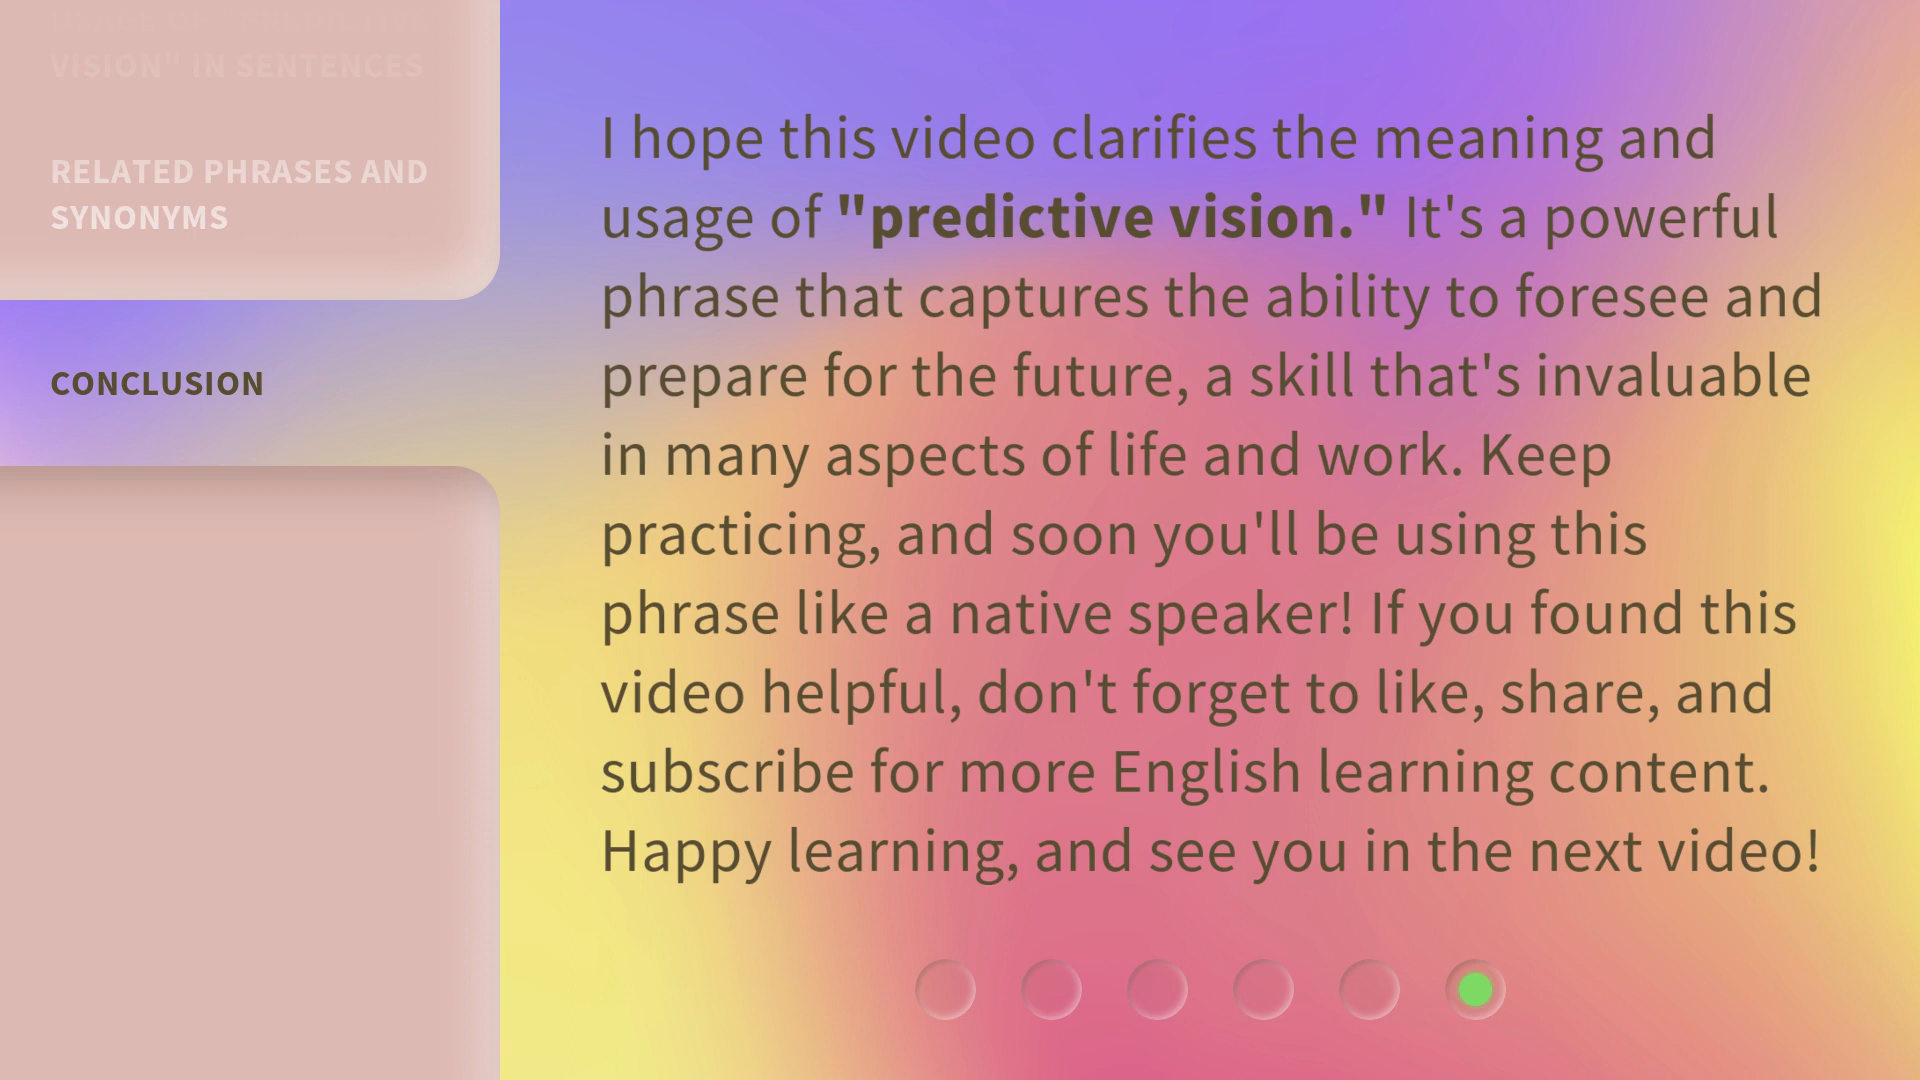 VISION" IN SENTENCES
RELATED PHRASES AND
SYNONYMS
CONCLUSION
I hope this video clarifies the meaning and
usage of "predictive vision." It's a powerful
phrase that captures the ability to foresee and
prepare for the future, a skill that's invaluable
in many aspects of life and work. Keep
practicing, and soon you'll be using this
phrase like a native speaker! If you found this
video helpful, don't forget to like, share, and
subscribe for more English learning content.
Happy learning, and see you in the next video!